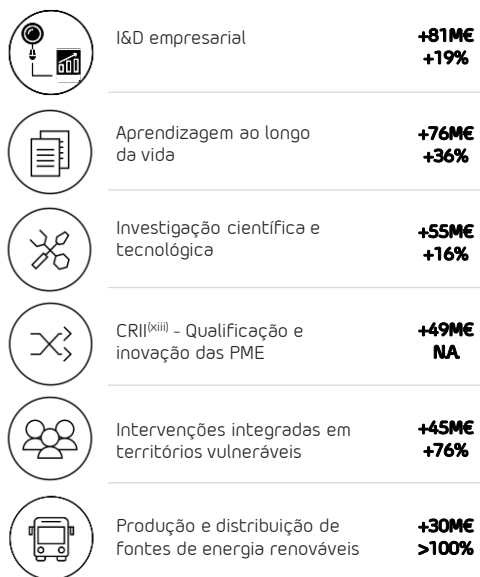 I&D empresarial
+81M€
+19%
Aprendizagem ao longo
da vida
+76M€
+36%
Investigação científica e
tecnológica
+55M€
+16%
CRII(xiii) - Qualificação e
inovação das PME
+49M€
NA
Intervenções integradas em
territórios vulneráveis
+45M€
+76%
Produção e distribuição de
fontes de energia renováveis
+30M€
>100%